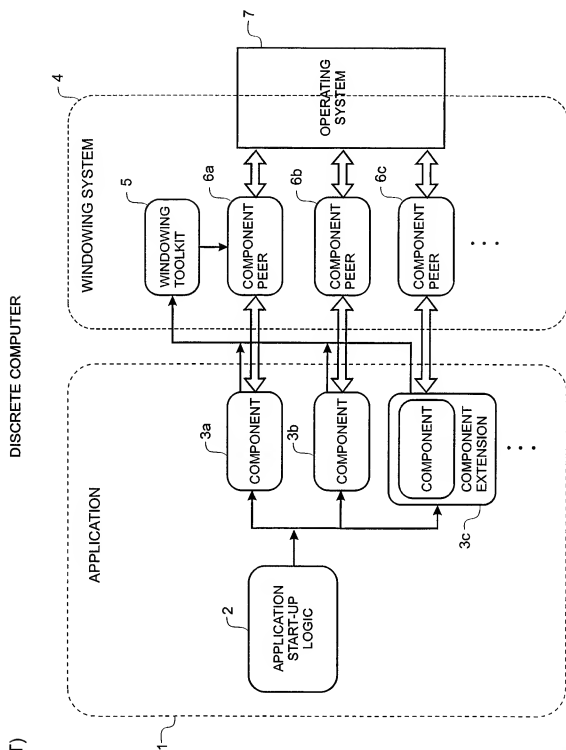 DISCRETE COMPUTER
APPLICATION
1
2
APPLICATION
START-UP
LOGIC
3a
COMPONENT
3b
COMPONENT
COMPONENT
COMPONENT
EXTENSION
3c
. . .
WINDOWING SYSTEM
4
5
WINDOWING
TOOLKIT
6a
COMPONENT
PEER
6b
COMPONENT
PEER
6c
COMPONENT
PEER
. . .
7
OPERATING
SYSTEM
T)